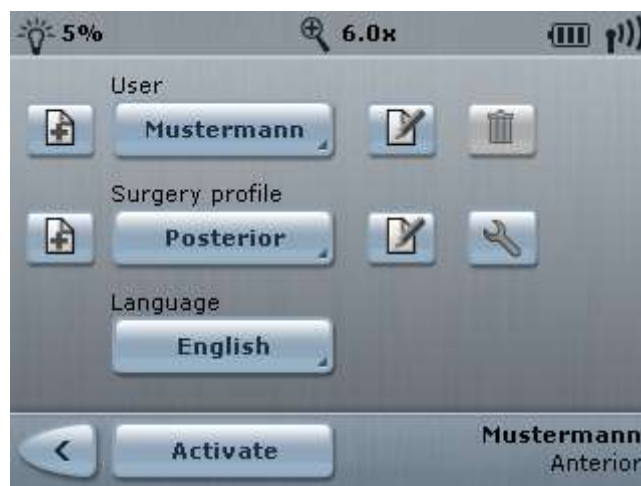 5% 6.0x
User
Mustermann
Surgery profile
Posterior
Language
English
Activate
Mustermann
Anterior